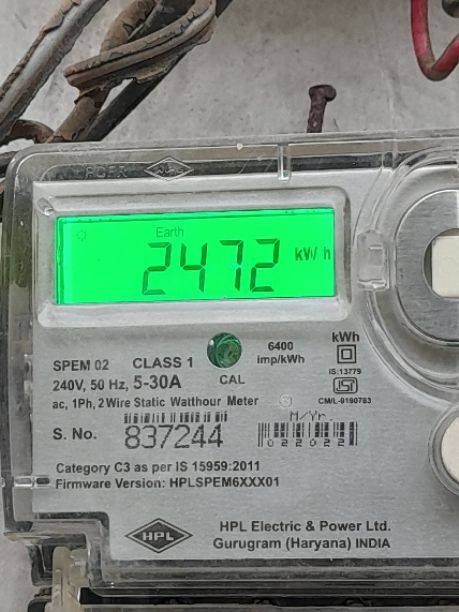 Earth
2472 kW h
6400
imp/kWh
kWh
IS:13779
SPEM 02 CLASS 1
240V, 50 Hz, 5-30A
CAL
CM/L-9190783
ac, 1Ph, 2 Wire Static Watthour Meter
M/Yr.
S. No. 837244
022022
Category C3 as per IS 15959:2011
Firmware Version: HPLSPEM6XXX01
HPL
HPL Electric & Power Ltd.
Gurugram (Haryana) INDIA